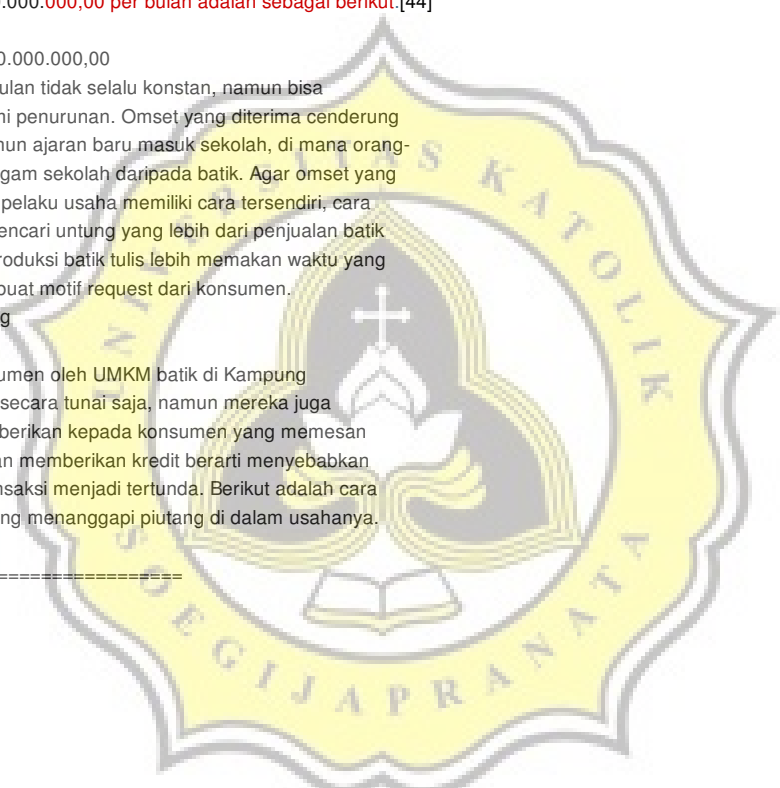 .000.000,00 per bulan adalah sebagai berikut.[44]
0.000.000,00
ulan tidak selalu konstan, namun bisa
ni penurunan. Omset yang diterima cenderung
hun ajaran baru masuk sekolah, di mana orang-
gam sekolah daripada batik. Agar omset yang
pelaku usaha memiliki cara tersendiri, cara
encari untung yang lebih dari penjualan batik
roduksi batik tulis lebih memakan waktu yang
buat motif request dari konsumen.
g
umen oleh UMKM batik di Kampung
secara tunai saja, namun mereka juga
berikan kepada konsumen yang memesan
an memberikan kredit berarti menyebabkan
nsaksi menjadi tertunda. Berikut adalah cara
ng menanggapi piutang di dalam usahanya.
==================
UNIVERSITAS KATOLIK
SOEGIJAPRANATA